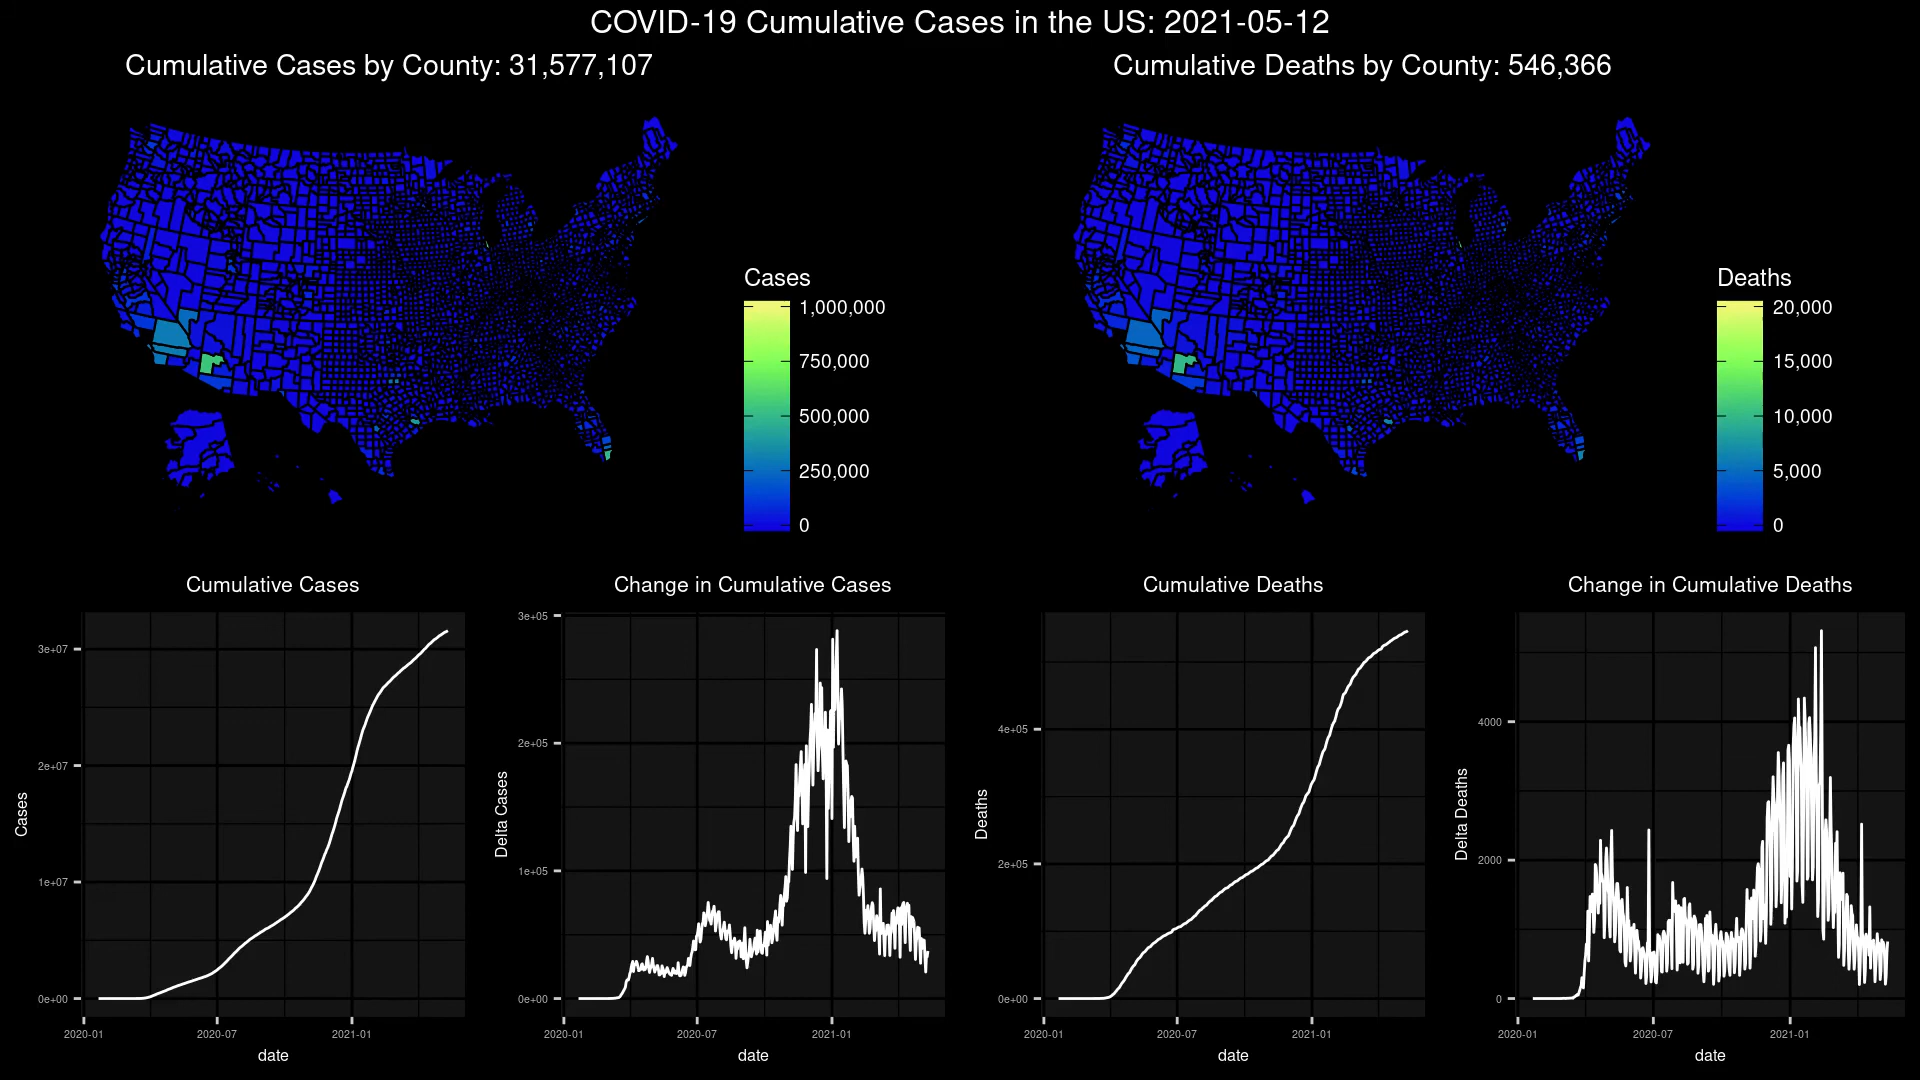 COVID-19 Cumulative Cases in the US: 2021-05-12
Cumulative Cases by County: 31,577,107
Cases
1,000,000
750,000
500,000
250,000
0
Cumulative Deaths by County: 546,366
Deaths
20,000
15,000
10,000
5,000
0
Cumulative Cases
Cases
3e+07
2e+07
1e+07
0e+00
2020-01
2020-07
2021-01
date
Change in Cumulative Cases
Delta Cases
3e+05
2e+05
1e+05
0e+00
2020-01
2020-07
2021-01
date
Cumulative Deaths
Deaths
4e+05
2e+05
0e+00
2020-01
2020-07
2021-01
date
Change in Cumulative Deaths
Delta Deaths
4000
2000
0
2020-01
2020-07
2021-01
date